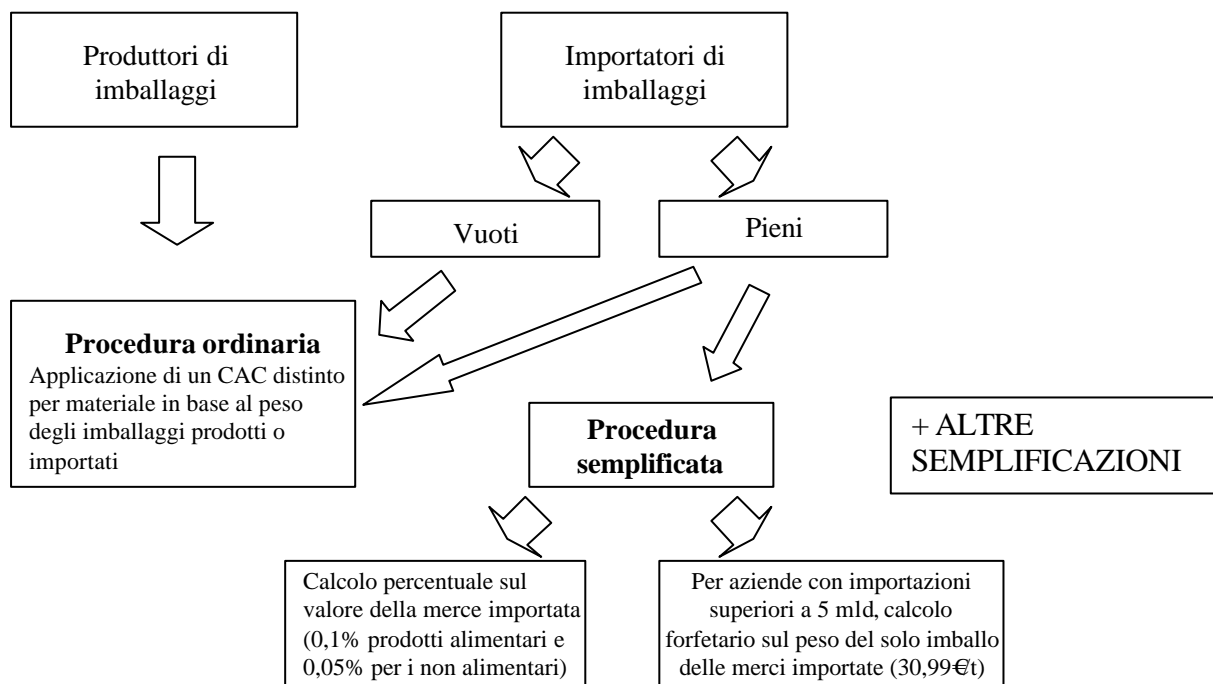 Produttori di
imballaggi
Importatori di
imballaggi
Vuoti
Pieni
Procedura ordinaria
Applicazione di un CAC distinto
per materiale in base al peso
degli imballaggi prodotti o
importati
Procedura
semplificata
+ ALTRE
SEMPLIFICAZIONI
Calcolo percentuale sul
valore della merce importata
(0,1% prodotti alimentari e
0,05% per i non alimentari)
Per aziende con importazioni
superiori a 5 mld, calcolo
forfetario sul peso del solo imballo
delle merci importate (30,99€/t)